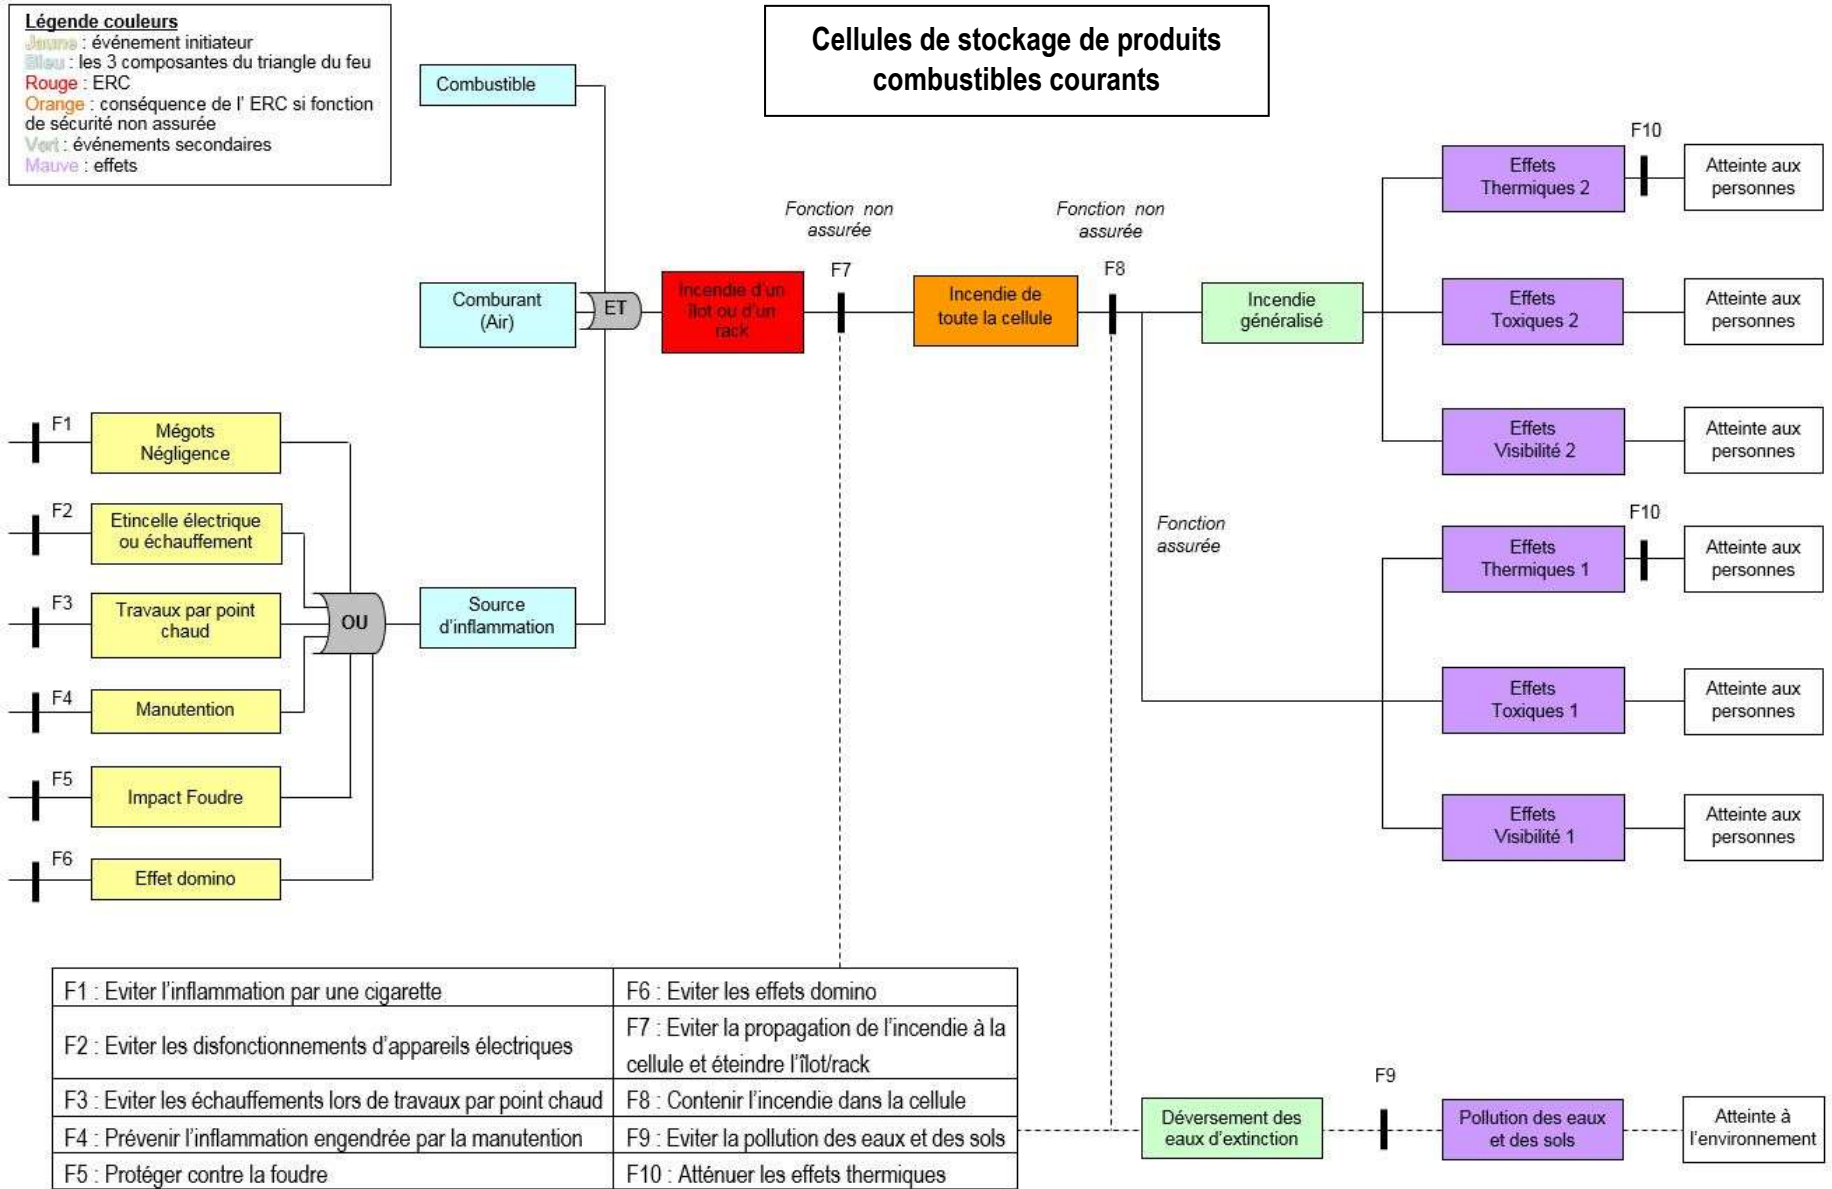 Légende couleurs
Jaune : événement initiateur
Bleu : les 3 composantes du triangle du feu
Rouge : ERC
Orange : conséquence de l' ERC si fonction
de sécurité non assurée
Vert : événements secondaires
Mauve : effets
Cellules de stockage de produits
combustibles courants
Combustible
Comburant
(Air)
ET
Incendie d'un
îlot ou d'un
rack
Fonction non
assurée
F7
Incendie de
toute la cellule
Fonction non
assurée
F8
Incendie
généralisé
Effets
Thermiques 2
F10
Atteinte aux
personnes
Effets
Toxiques 2
Atteinte aux
personnes
Effets
Visibilité 2
Atteinte aux
personnes
Fonction
assurée
Effets
Thermiques 1
F10
Atteinte aux
personnes
Effets
Toxiques 1
Atteinte aux
personnes
Effets
Visibilité 1
Atteinte aux
personnes
F1
Mégots
Négligence
F2
Etincelle électrique
ou échauffement
F3
Travaux par point
chaud
F4
Manutention
F5
Impact Foudre
F6
Effet domino
OU
Source
d'inflammation
F1 : Eviter l'inflammation par une cigarette
F6 : Eviter les effets domino
F2 : Eviter les disfonctionnements d'appareils électriques
F7 : Eviter la propagation de l'incendie à la
cellule et éteindre l'îlot/rack
F3 : Eviter les échauffements lors de travaux par point chaud
F8 : Contenir l'incendie dans la cellule
F4 : Prévenir l'inflammation engendrée par la manutention
F9 : Eviter la pollution des eaux et des sols
F5 : Protéger contre la foudre
F10 : Atténuer les effets thermiques
Déversement des
eaux d'extinction
F9
Pollution des eaux
et des sols
Atteinte à
l'environnement